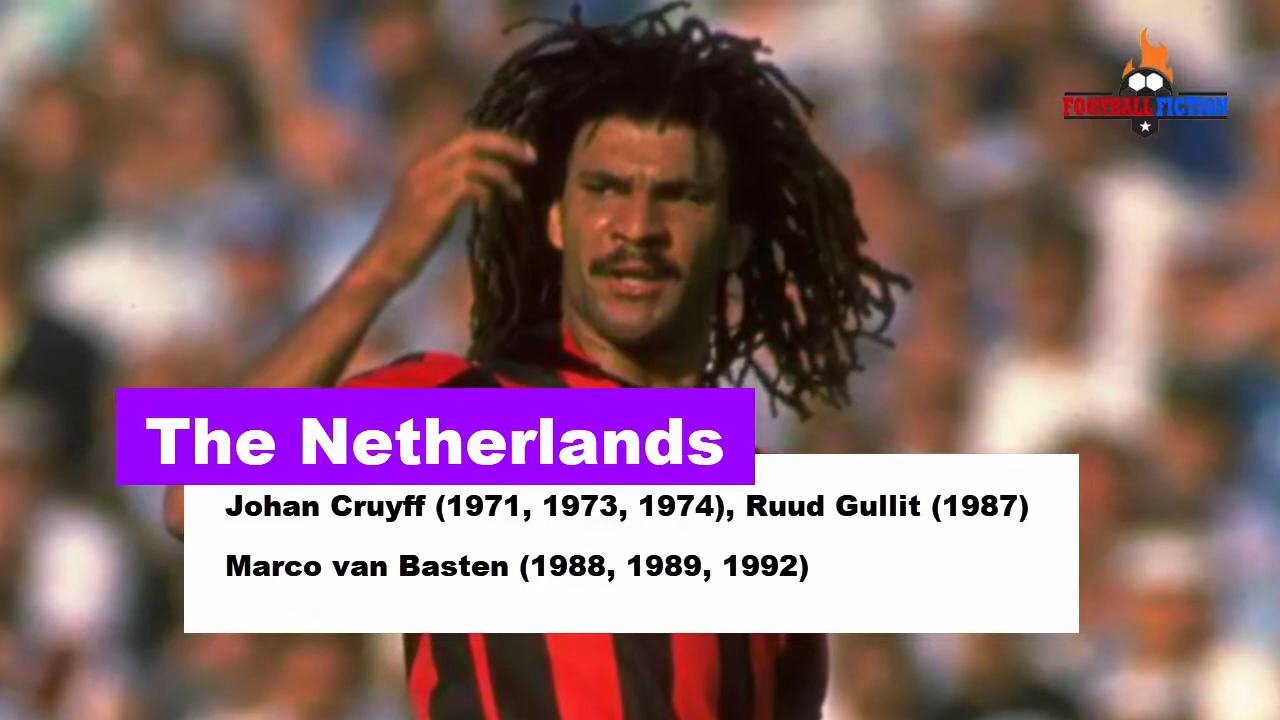 FOOTBALL FICTION
The Netherlands
Johan Cruyff (1971, 1973, 1974), Ruud Gullit (1987)
Marco van Basten (1988, 1989, 1992)